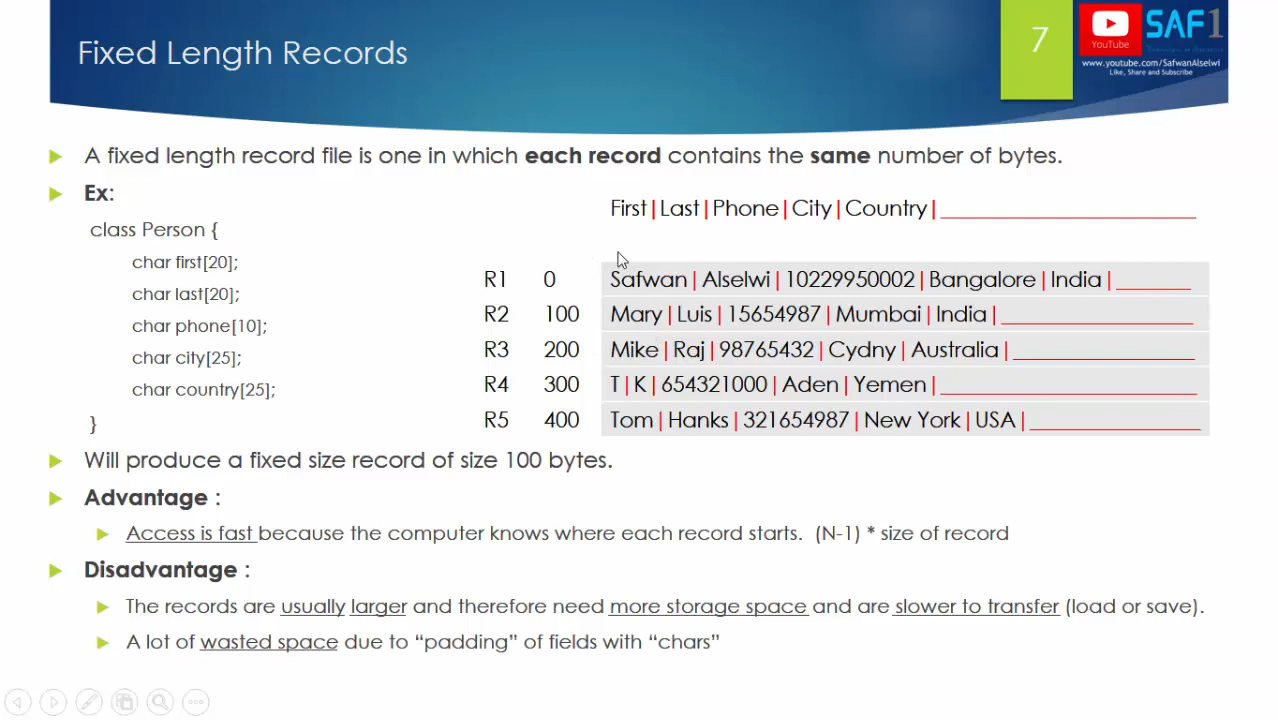 Fixed Length Records
7
YouTube
SAF1
www.youtube.com/SafwanAlselwi
Like, Share and Subscribe
A fixed length record file is one in which each record contains the same number of bytes.
Ex:
class Person {
char first[20];
char last[20];
char phone[10];
char city[25];
char country[25];
}
First|Last|Phone|City|Country|_______________________
R1 0 Safwan|Alselwi|10229950002|Bangalore|India|_______
R2 100 Mary|Luis|15654987|Mumbai|India|__________________
R3 200 Mike|Raj|98765432|Cydny|Australia|_________________
R4 300 T|K|654321000|Aden|Yemen|_______________________
R5 400 Tom|Hanks|321654987|New York|USA|________________
Will produce a fixed size record of size 100 bytes.
Advantage :
Access is fast because the computer knows where each record starts. (N-1) * size of record
Disadvantage :
The records are usually larger and therefore need more storage space and are slower to transfer (load or save).
A lot of wasted space due to “padding” of fields with “chars”